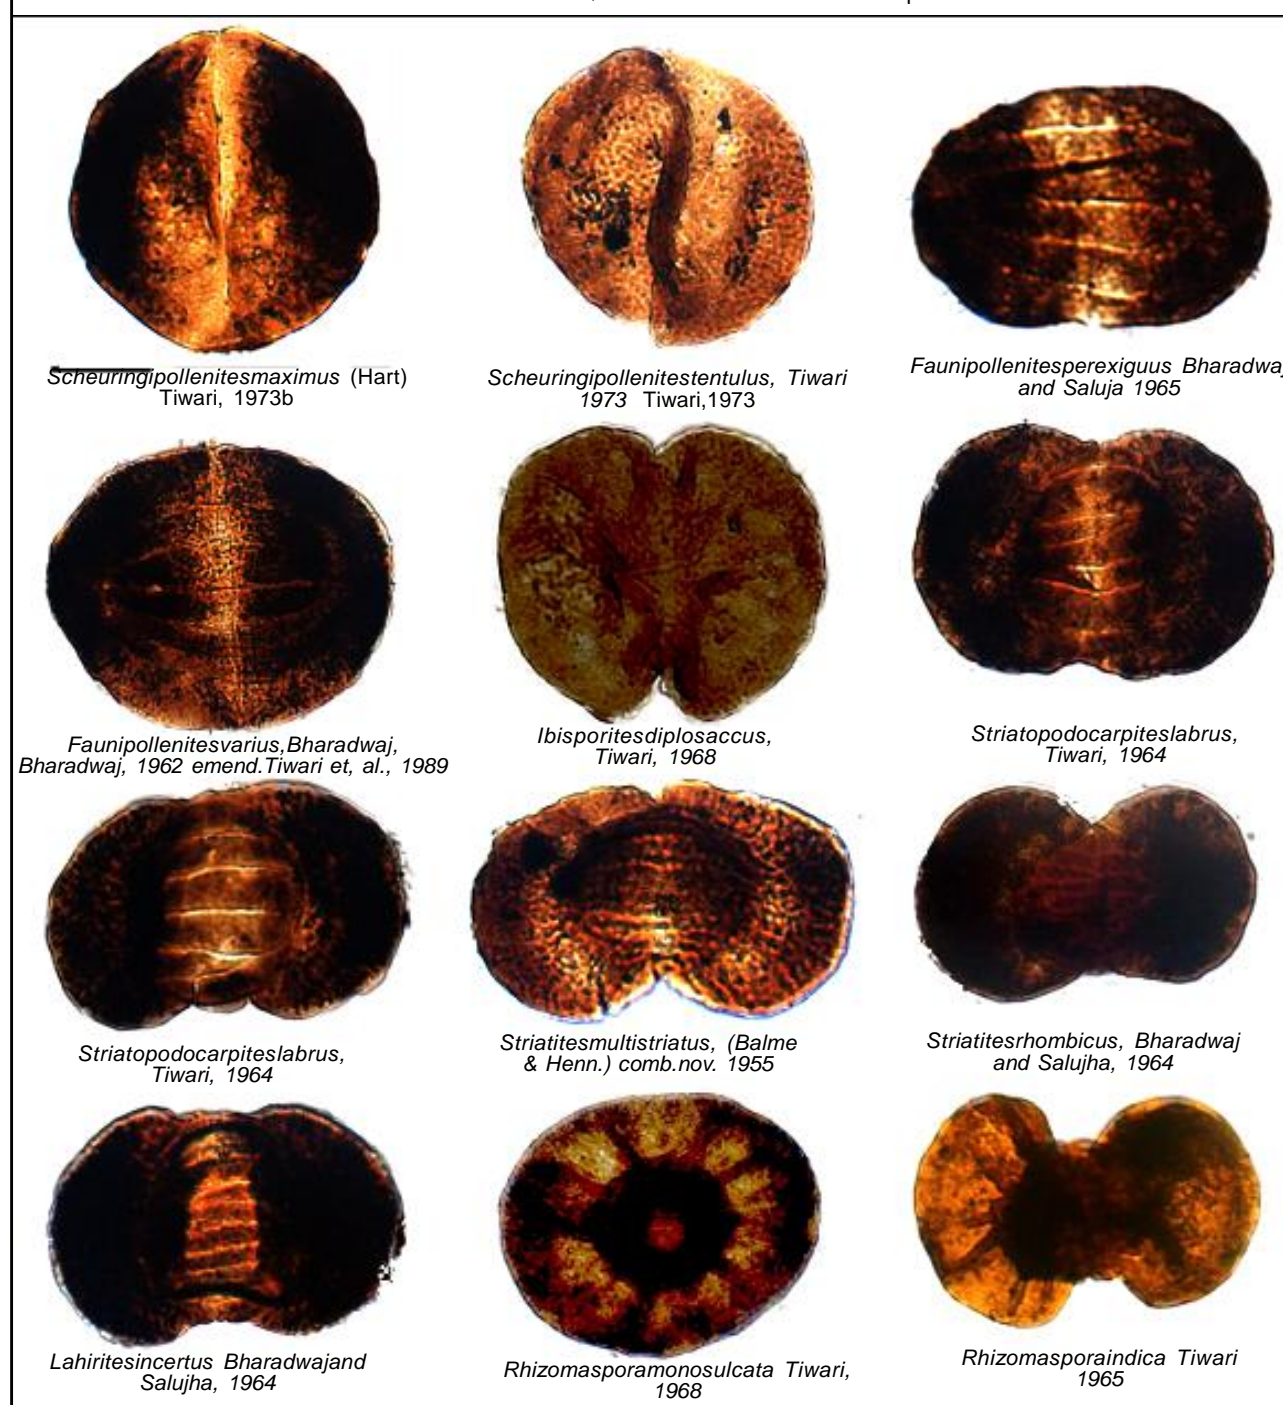 Scheuringipollenitesmaximus (Hart)
Tiwari, 1973b
Scheuringipollenitestentulus, Tiwari
1973 Tiwari,1973
Faunipollenitesperexiguus
and Saluja 1965
Faunipollenitesvarius,Bharadwaj,
Bharadwaj, 1962 emend.Tiwari et, al., 1989
Ibisporitesdiplosaccus,
Tiwari, 1968
Striatopodocarpiteslabrus,
Tiwari, 1964
Striatopodocarpiteslabrus,
Tiwari, 1964
Striatitesmultistriatus, (Balme
& Henn.) comb.nov. 1955
Striatitesrhombicus, Bharadwaj
and Salujha, 1964
Lahiritesincertus Bharadwajand
Salujha, 1964
Rhizomasporamonosulcata Tiwari,
1968
Rhizomasporaindica Tiwari
1965